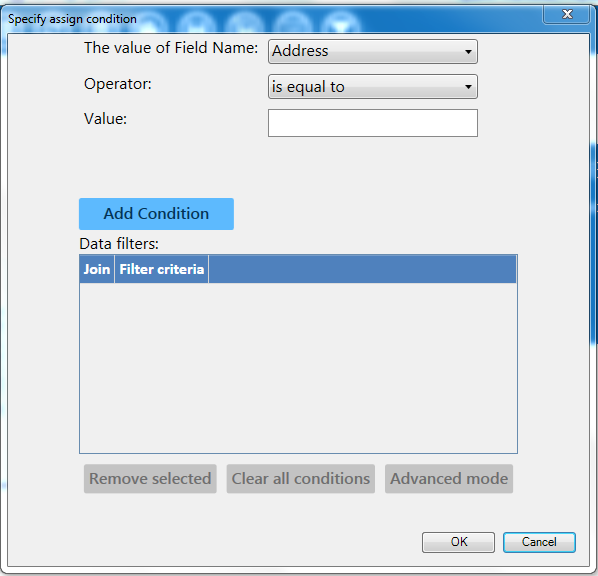 Specify assign condition
The value of Field Name: Address
Operator: is equal to
Value:
Add Condition
Data filters:
Join Filter criteria
Remove selected Clear all conditions Advanced mode
OK Cancel